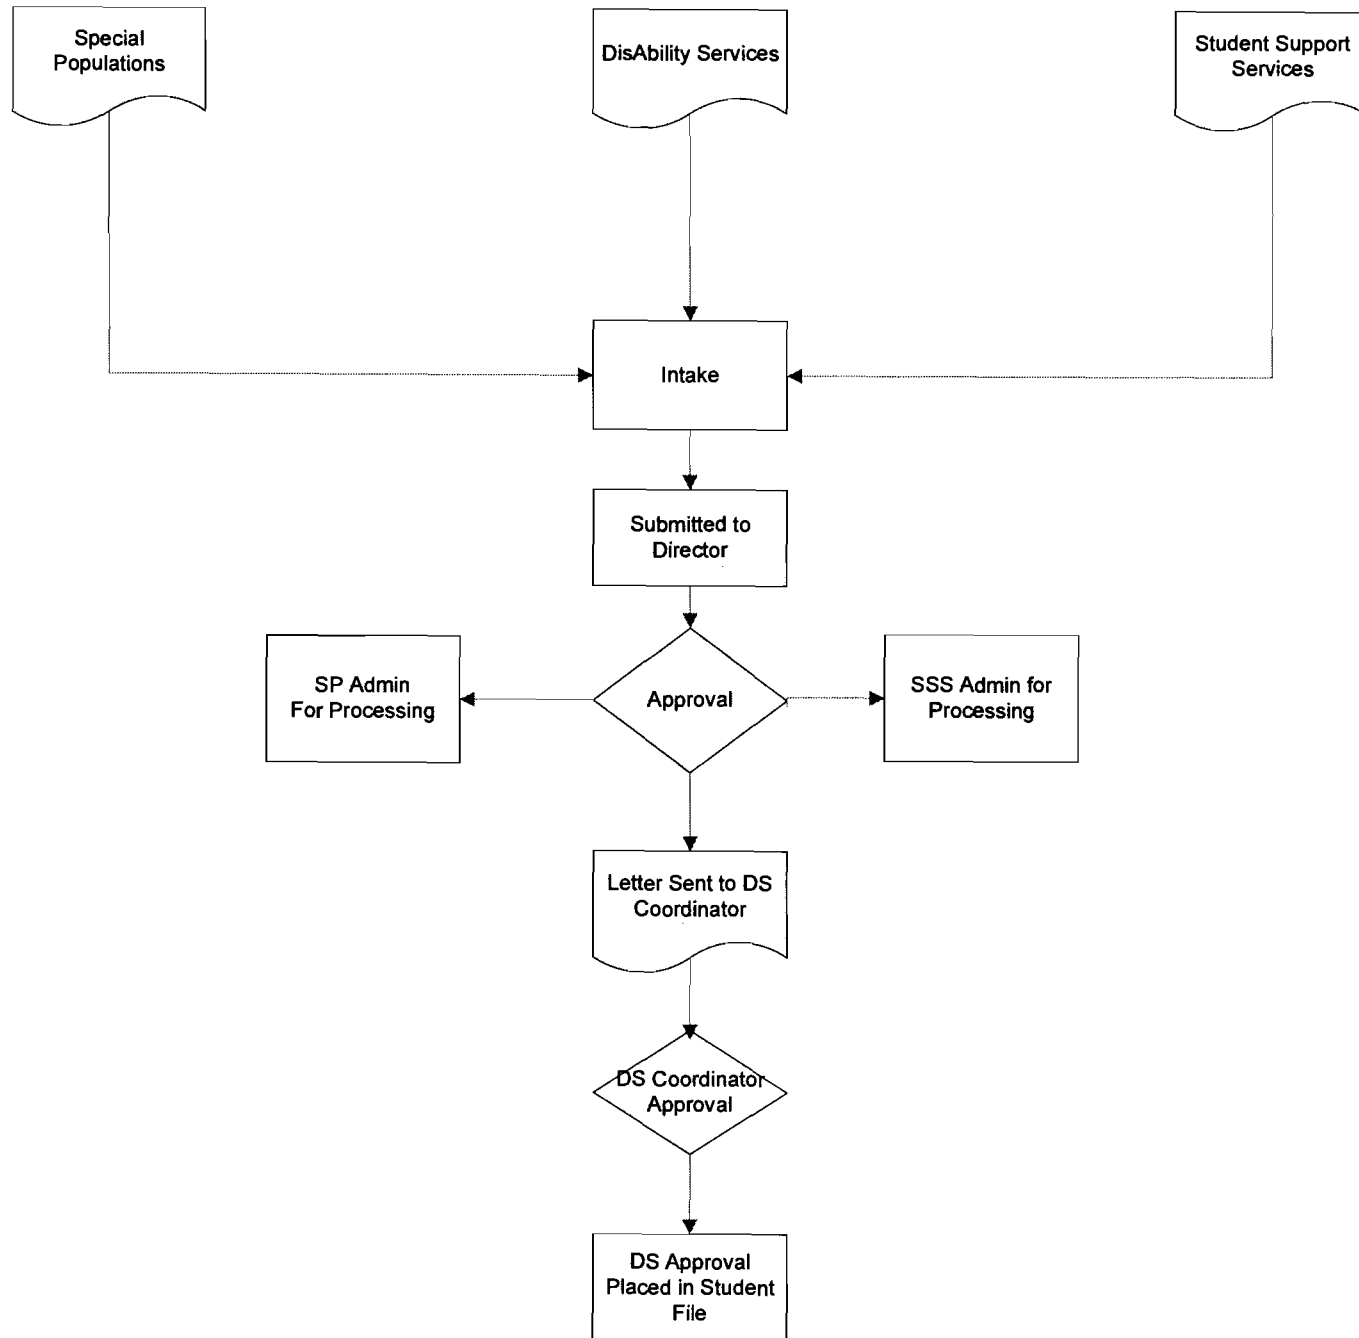 Special
Populations
DisAbility Services
Student Support
Services
Intake
Submitted to
Director
SP Admin
For Processing
Approval
SSS Admin for
Processing
Letter Sent to DS
Coordinator
DS Coordinator
Approval
DS Approval
Placed in Student
File